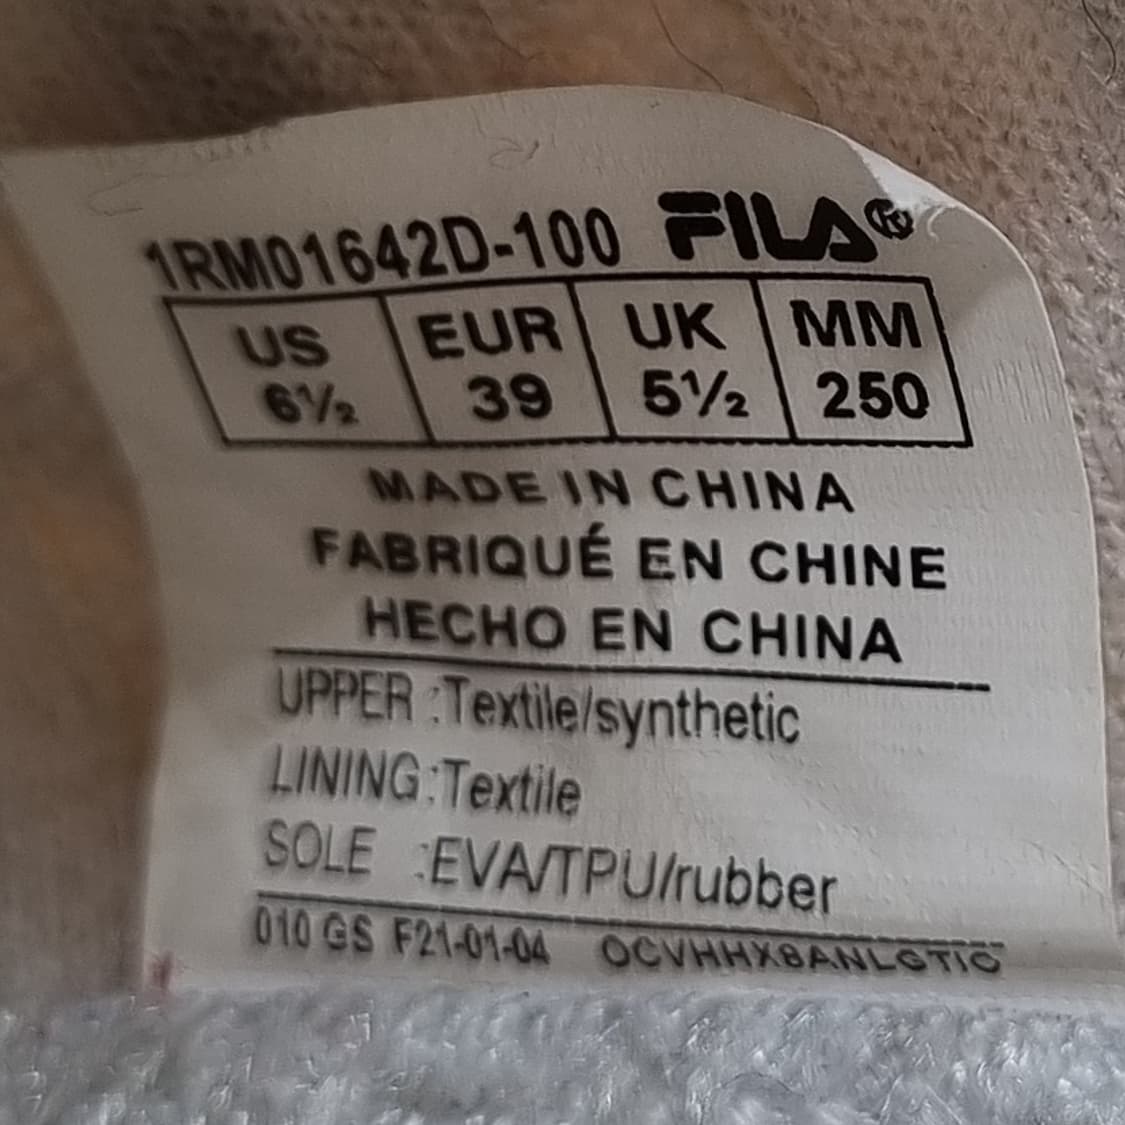 1RM01642D-100 FILA®
US EUR UK MM
6½ 39 5½ 250
MADE IN CHINA
FABRIQUÉ EN CHINE
HECHO EN CHINA
UPPER :Textile/synthetic
LINING:Textile
SOLE :EVA/TPU/rubber
010 GS F21-01-04 OCVHHX8ANLGTIO